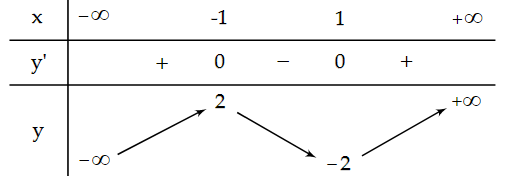 x −∞ -1 1 +∞
y' + 0 − 0 +
2 +∞
y
−∞ −2